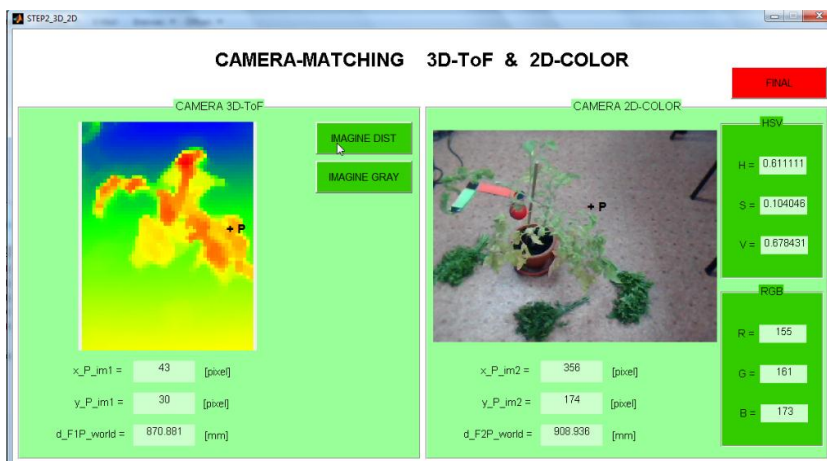 STEP2_3D_2D
CAMERA-MATCHING 3D-ToF & 2D-COLOR
FINAL
CAMERA 3D-ToF
IMAGINE DIST
IMAGINE GRAY
+ P
x_P_im1 = 43 [pixel]
y_P_im1 = 30 [pixel]
d_F1P_world = 870.881 [mm]
CAMERA 2D-COLOR
+ P
x_P_im2 = 356 [pixel]
y_P_im2 = 174 [pixel]
d_F2P_world = 908.936 [mm]
HSV
H = 0.611111
S = 0.104046
V = 0.678431
RGB
R = 155
G = 161
B = 173